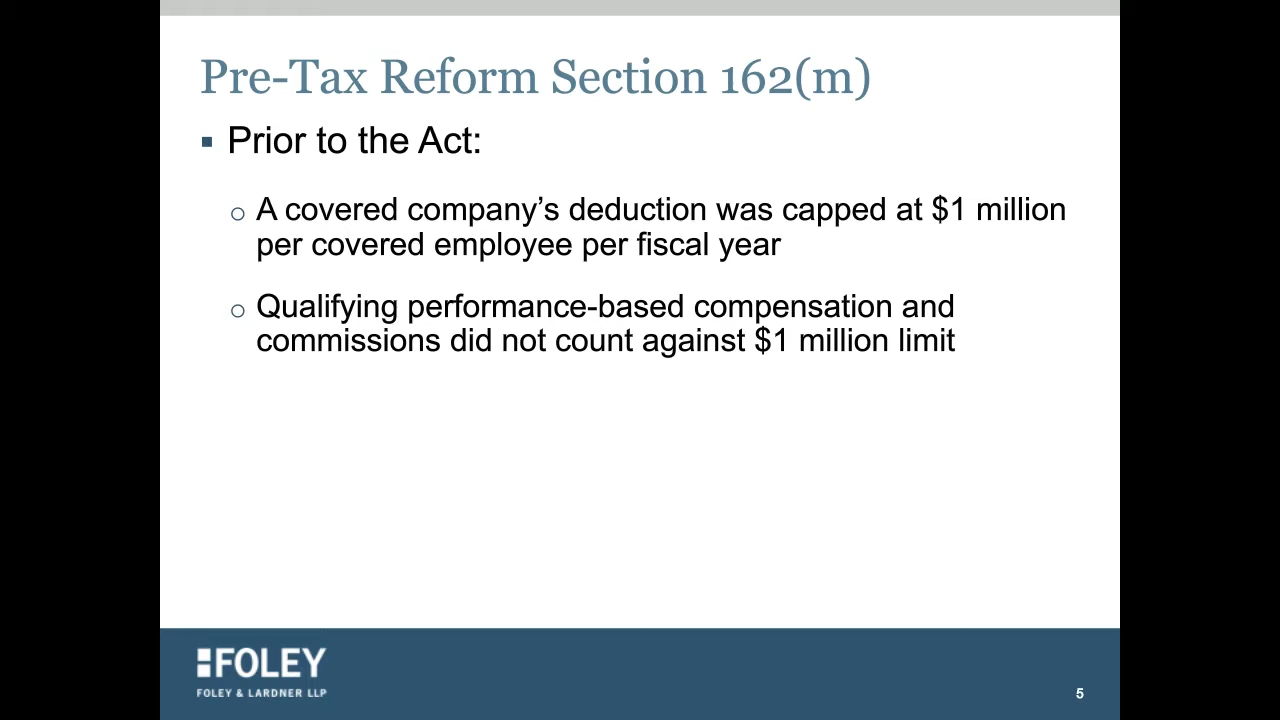 Pre-Tax Reform Section 162(m)
▪ Prior to the Act:
o A covered company’s deduction was capped at $1 million
per covered employee per fiscal year
o Qualifying performance-based compensation and
commissions did not count against $1 million limit
FOLEY
FOLEY & LARDNER LLP
5